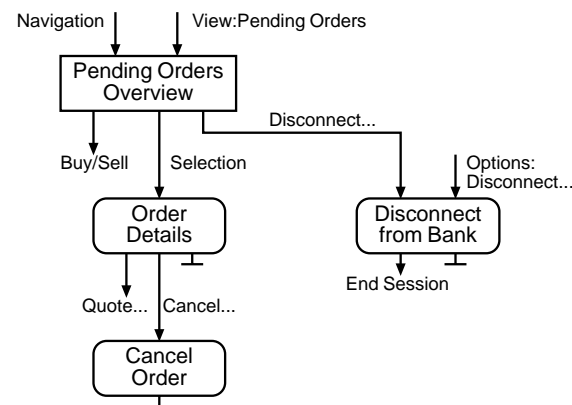 Navigation
View:Pending Orders
Pending Orders
Overview
Disconnect...
Buy/Sell
Selection
Options:
Disconnect...
Order
Details
Disconnect
from Bank
Quote...
Cancel...
End Session
Cancel
Order